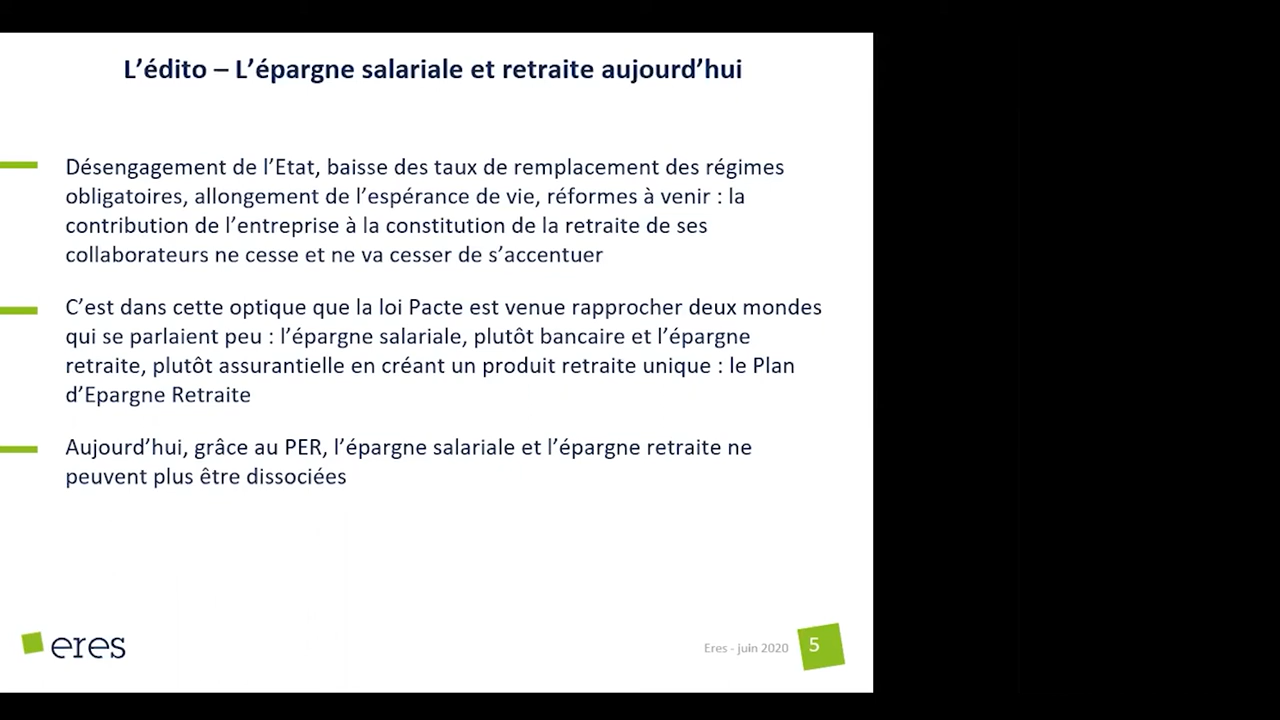 L’édito – L’épargne salariale et retraite aujourd’hui
Désengagement de l’Etat, baisse des taux de remplacement des régimes
obligatoires, allongement de l’espérance de vie, réformes à venir : la
contribution de l’entreprise à la constitution de la retraite de ses
collaborateurs ne cesse et ne va cesser de s’accentuer
C’est dans cette optique que la loi Pacte est venue rapprocher deux mondes
qui se parlaient peu : l’épargne salariale, plutôt bancaire et l’épargne
retraite, plutôt assurantielle en créant un produit retraite unique : le Plan
d’Epargne Retraite
Aujourd’hui, grâce au PER, l’épargne salariale et l’épargne retraite ne
peuvent plus être dissociées
eres
Eres - juin 2020
5